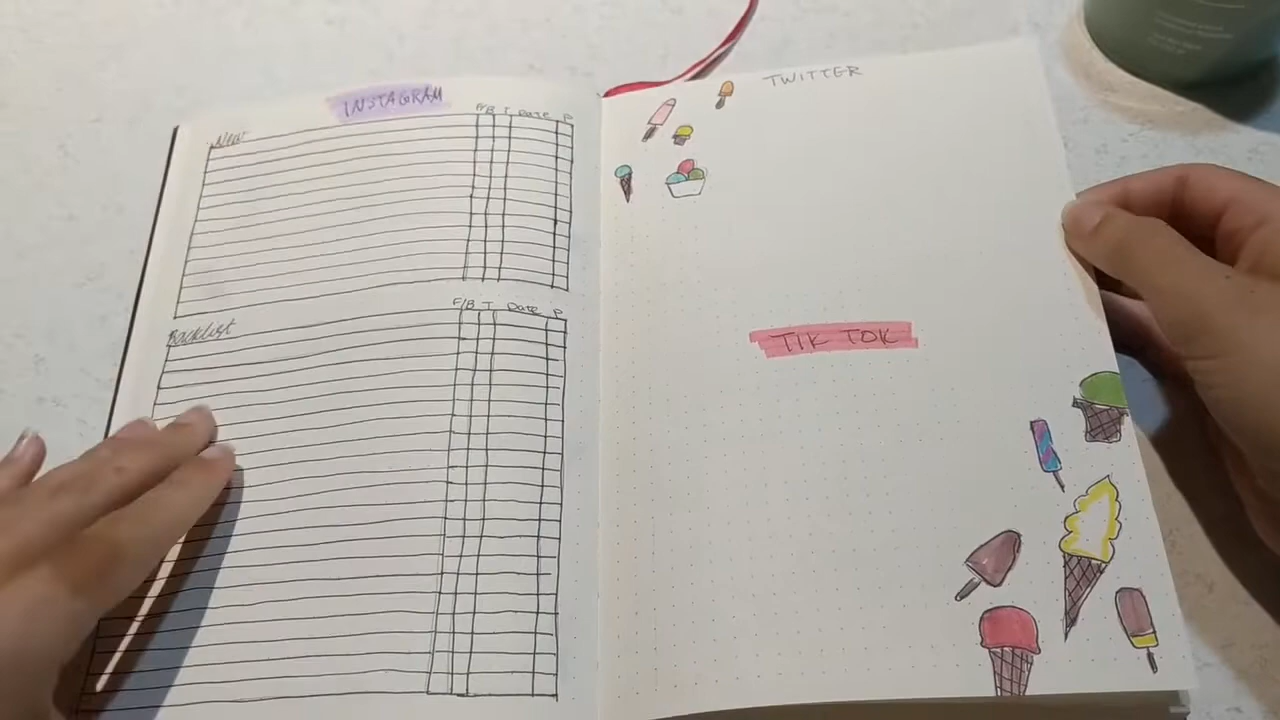 INSTAGRAM
New
F/B T Date P
Backlist
F/B T Date P
TWITTER
TIK TOK